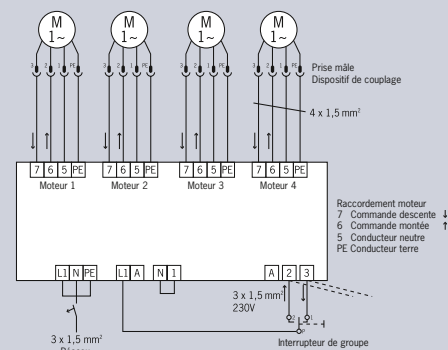 M M M M
1~ 1~ 1~ 1~
3 2 1 PE 3 2 1 PE 3 2 1 PE 3 2 1 PE
Prise mâle
Dispositif de couplage
4 x 1,5 mm²
7 6 5 PE 7 6 5 PE 7 6 5 PE 7 6 5 PE
Moteur 1 Moteur 2 Moteur 3 Moteur 4
Raccordement moteur
7 Commande descente ↓
6 Commande montée ↑
5 Conducteur neutre
PE Conducteur terre
L1 N PE L1 A N 1 A 2 3
3 x 1,5 mm²
230V
2 1
P
3 x 1,5 mm²
Interrupteur de groupe